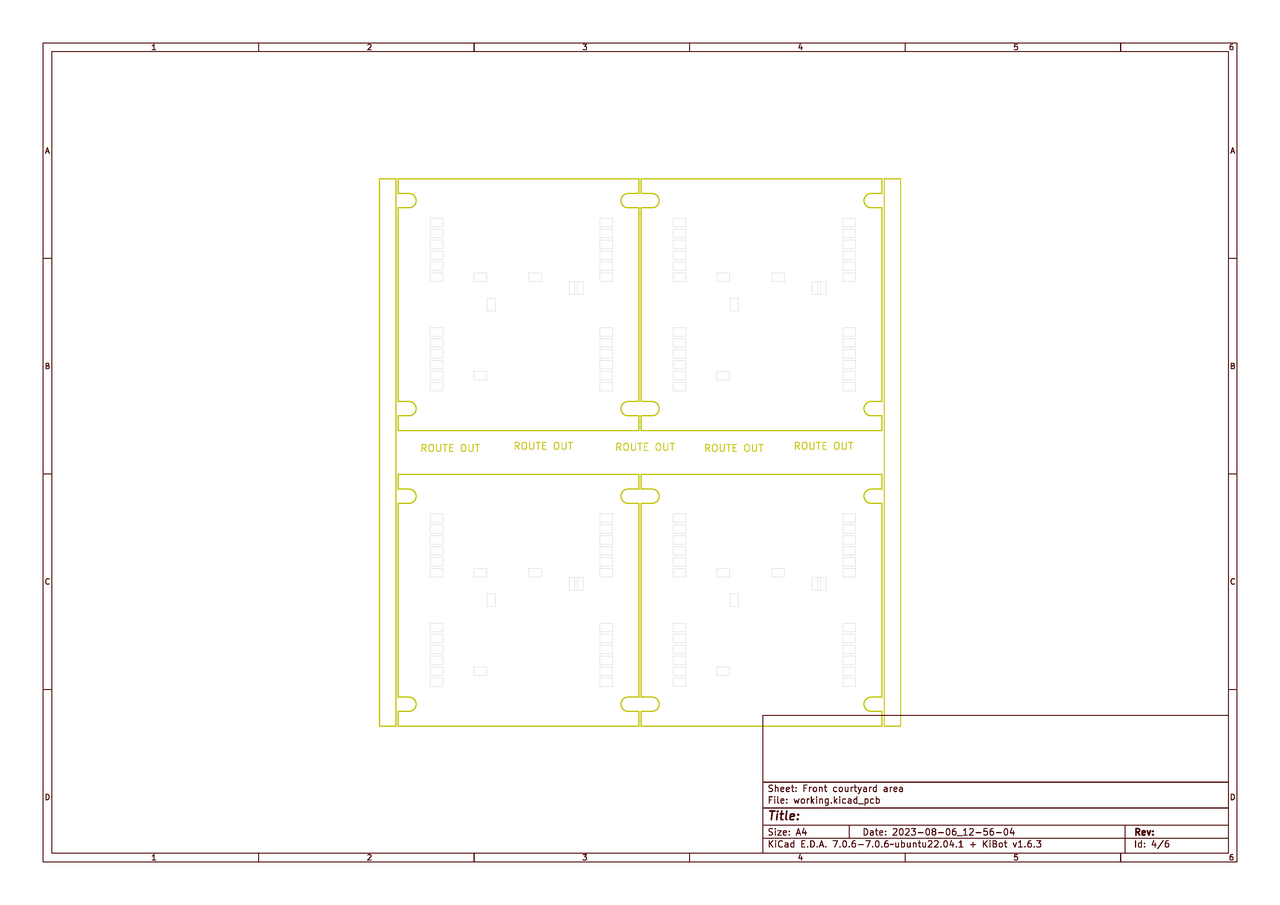 1 2 3 4 5 6
A A
B B
ROUTE OUT ROUTE OUT ROUTE OUT ROUTE OUT ROUTE OUT
C C
D D
Sheet: Front courtyard area
File: working.kicad_pcb
Title:
Size: A4 Date: 2023-08-06_12-56-04 Rev:
KiCad E.D.A. 7.0.6-7.0.6~ubuntu22.04.1 + KiBot v1.6.3 Id: 4/6
1 2 3 4 5 6